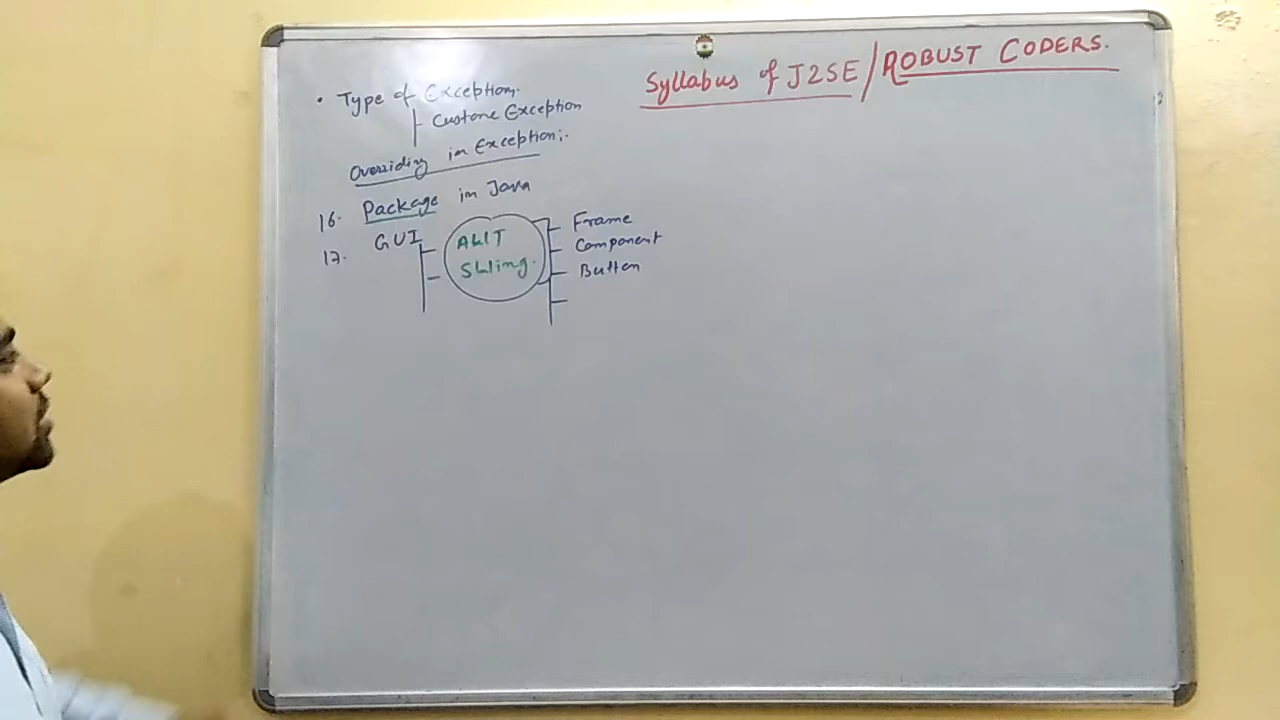 Syllabus of J2SE/ROBUST CODERS.
• Type of Exception.
Custone Exception
Overriding in Exception:.
16. Package in Java
17. GUI
AWT
SWing.
Frame
Component
Button